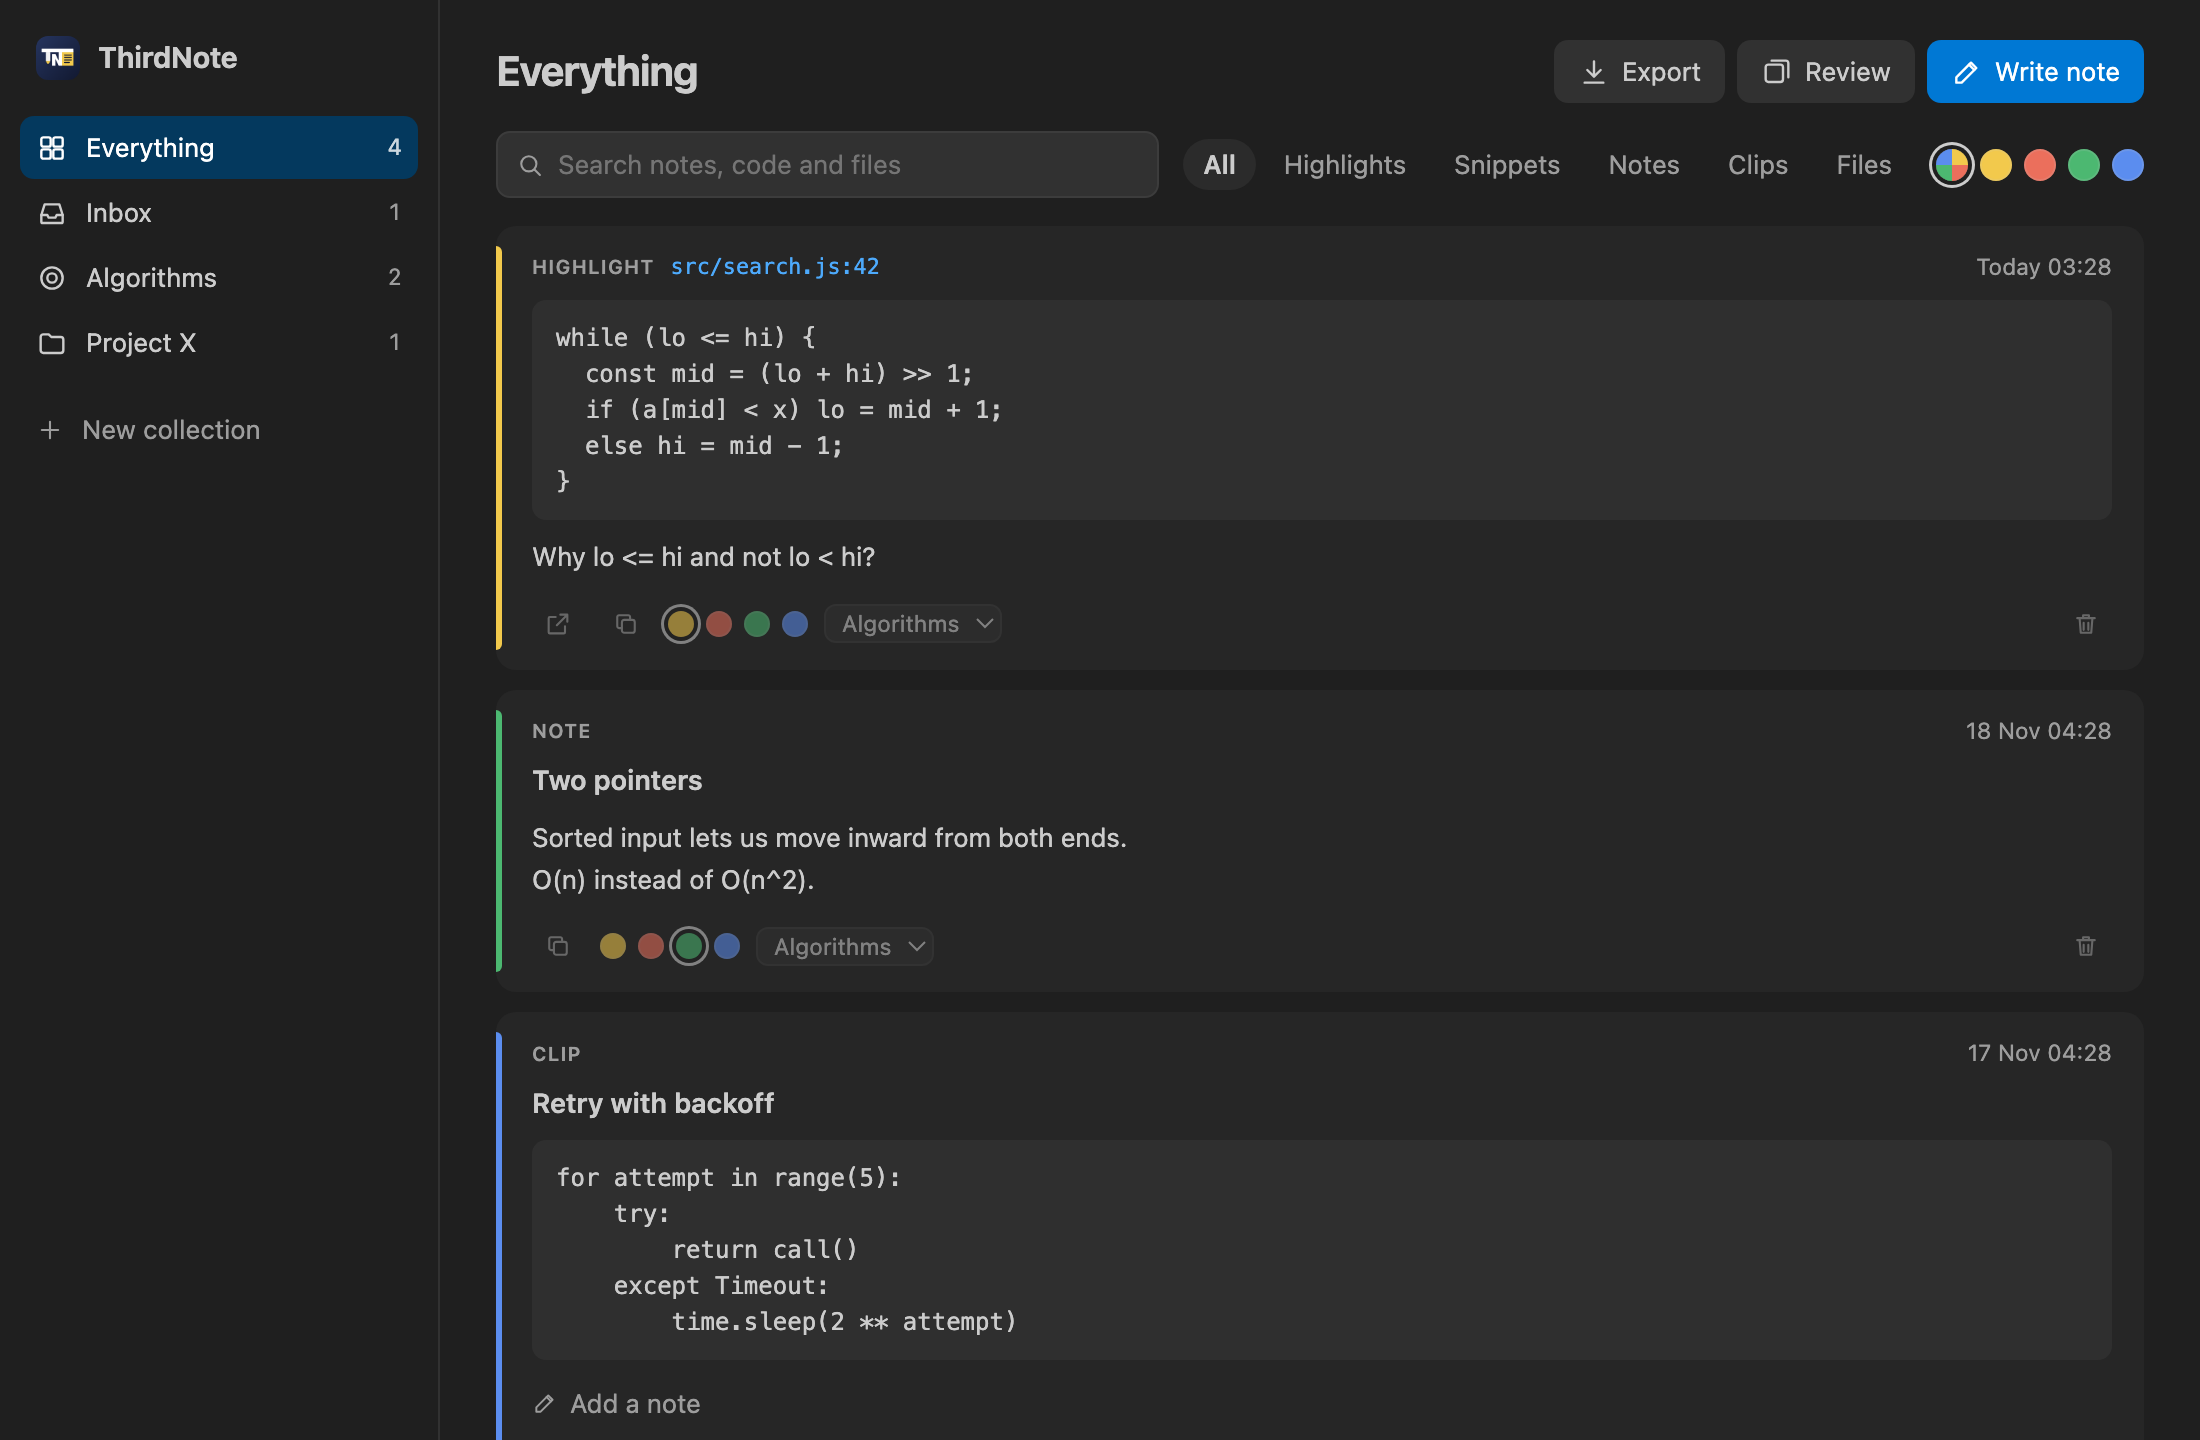 ThirdNote
Everything 4
Inbox 1
Algorithms 2
Project X 1
New collection
Everything
Export
Review
Write note
Search notes, code and files
All
Highlights
Snippets
Notes
Clips
Files
HIGHLIGHT src/search.js:42
Today 03:28
while (lo <= hi) {
  const mid = (lo + hi) >> 1;
  if (a[mid] < x) lo = mid + 1;
  else hi = mid - 1;
}
Why lo <= hi and not lo < hi?
Algorithms
NOTE
18 Nov 04:28
Two pointers
Sorted input lets us move inward from both ends.
O(n) instead of O(n^2).
Algorithms
CLIP
17 Nov 04:28
Retry with backoff
for attempt in range(5):
    try:
        return call()
    except Timeout:
        time.sleep(2 ** attempt)
Add a note